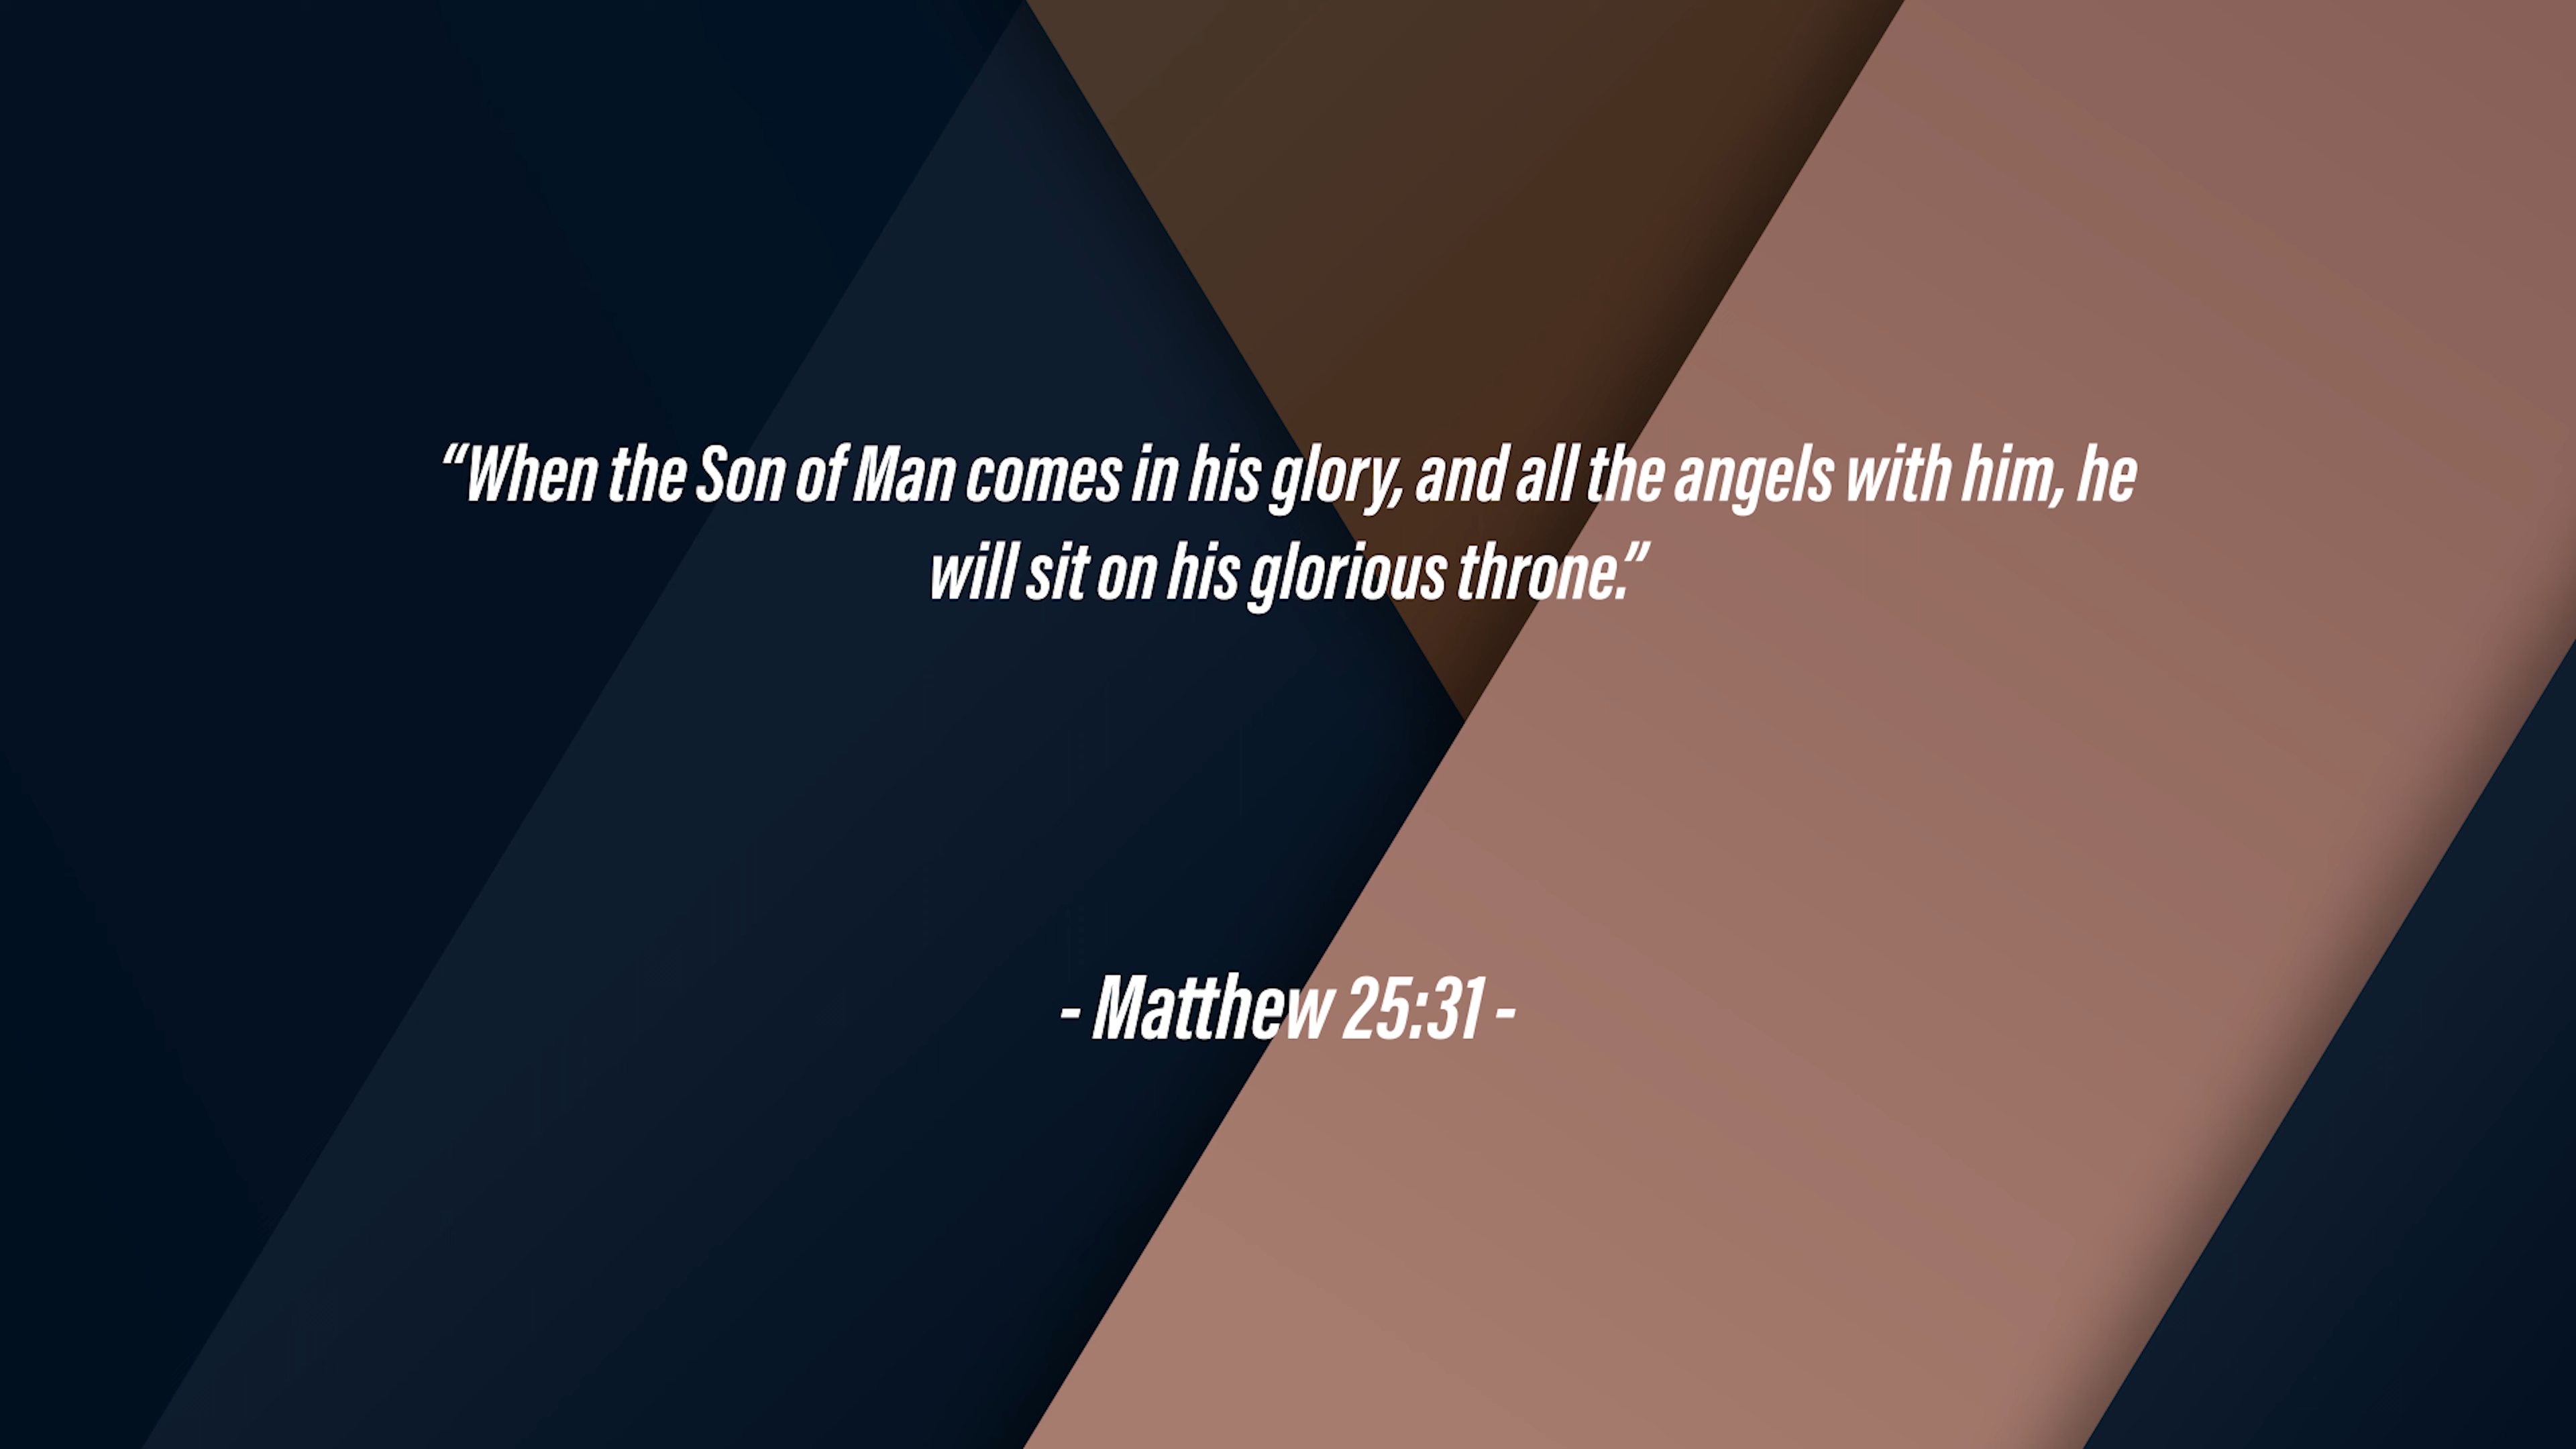 “When the Son of Man comes in his glory, and all the angels with him, he
will sit on his glorious throne.”
- Matthew 25:31 -